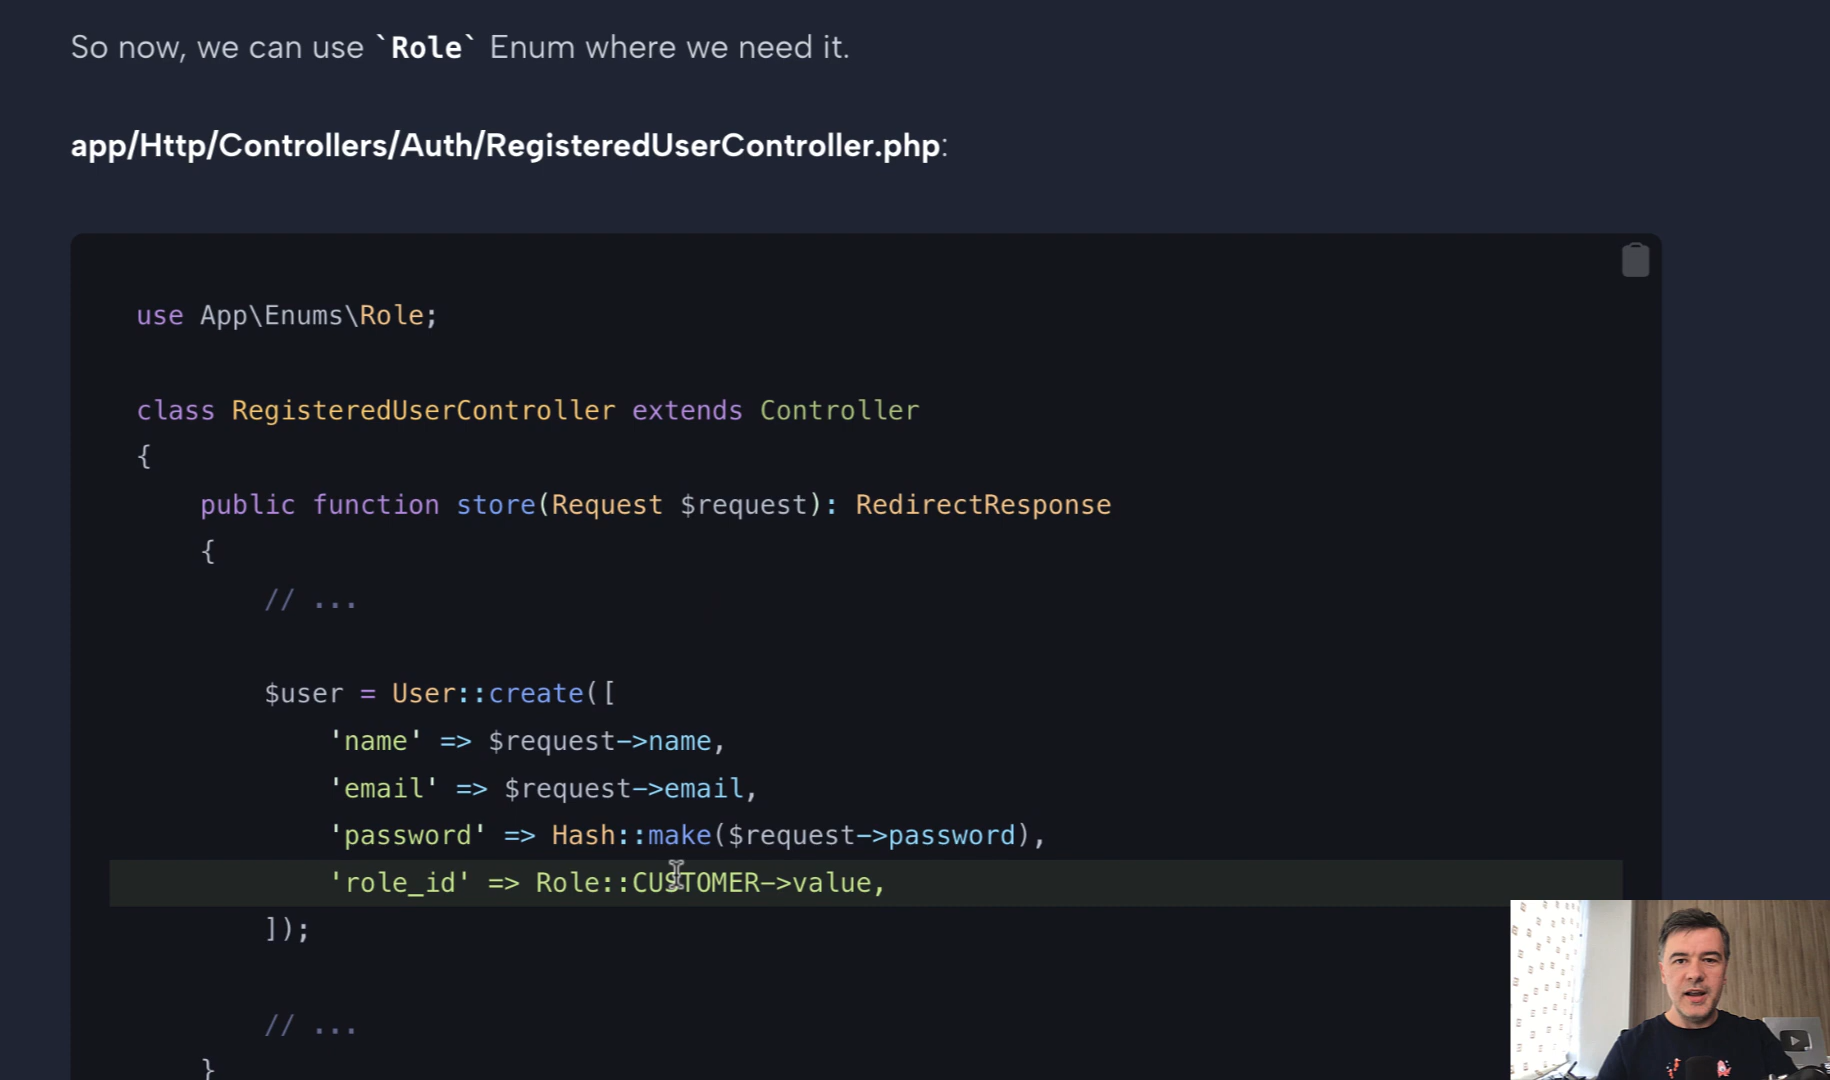 So now, we can use `Role` Enum where we need it.
app/Http/Controllers/Auth/RegisteredUserController.php:
use App\Enums\Role;
class RegisteredUserController extends Controller
{
public function store(Request $request): RedirectResponse
{
// ...
$user = User::create([
'name' => $request->name,
'email' => $request->email,
'password' => Hash::make($request->password),
'role_id' => Role::CUSTOMER->value,
]);
// ...
}